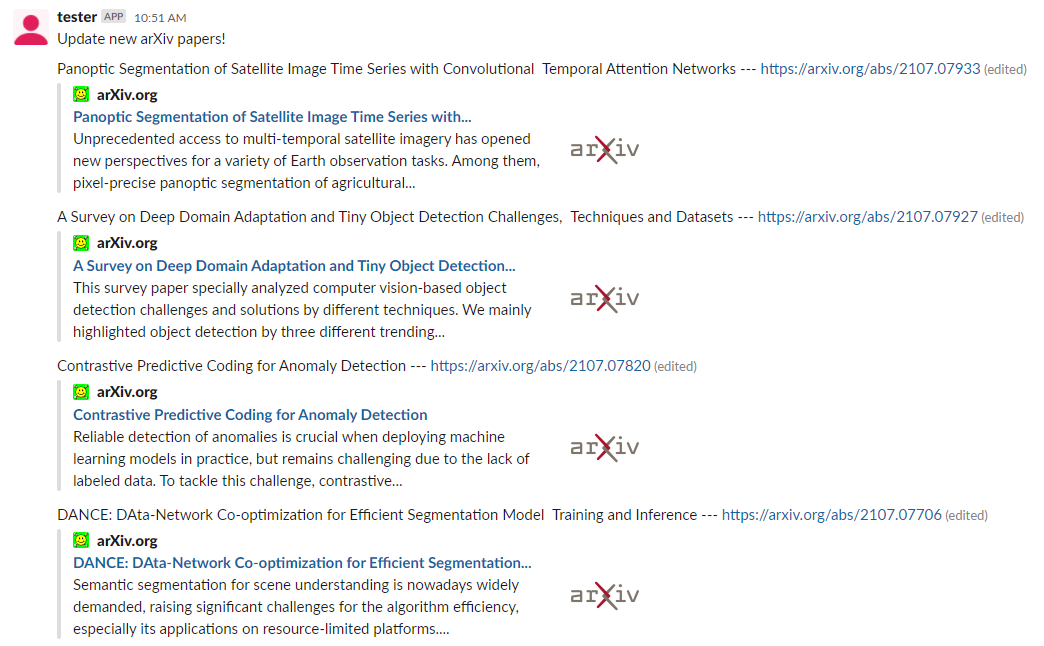 tester APP 10:51 AM
Update new arXiv papers!
Panoptic Segmentation of Satellite Image Time Series with Convolutional  Temporal Attention Networks --- https://arxiv.org/abs/2107.07933 (edited)
arXiv.org
Panoptic Segmentation of Satellite Image Time Series with...
Unprecedented access to multi-temporal satellite imagery has opened
new perspectives for a variety of Earth observation tasks. Among them,
pixel-precise panoptic segmentation of agricultural...
arXiv
A Survey on Deep Domain Adaptation and Tiny Object Detection Challenges,  Techniques and Datasets --- https://arxiv.org/abs/2107.07927 (edited)
arXiv.org
A Survey on Deep Domain Adaptation and Tiny Object Detection...
This survey paper specially analyzed computer vision-based object
detection challenges and solutions by different techniques. We mainly
highlighted object detection by three different trending...
arXiv
Contrastive Predictive Coding for Anomaly Detection --- https://arxiv.org/abs/2107.07820 (edited)
arXiv.org
Contrastive Predictive Coding for Anomaly Detection
Reliable detection of anomalies is crucial when deploying machine
learning models in practice, but remains challenging due to the lack of
labeled data. To tackle this challenge, contrastive...
arXiv
DANCE: DAta-Network Co-optimization for Efficient Segmentation Model  Training and Inference --- https://arxiv.org/abs/2107.07706 (edited)
arXiv.org
DANCE: DAta-Network Co-optimization for Efficient Segmentation...
Semantic segmentation for scene understanding is nowadays widely
demanded, raising significant challenges for the algorithm efficiency,
especially its applications on resource-limited platforms....
arXiv